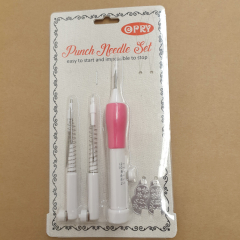 OPRY
Punch Needle Set
easy to start and impossible to stop